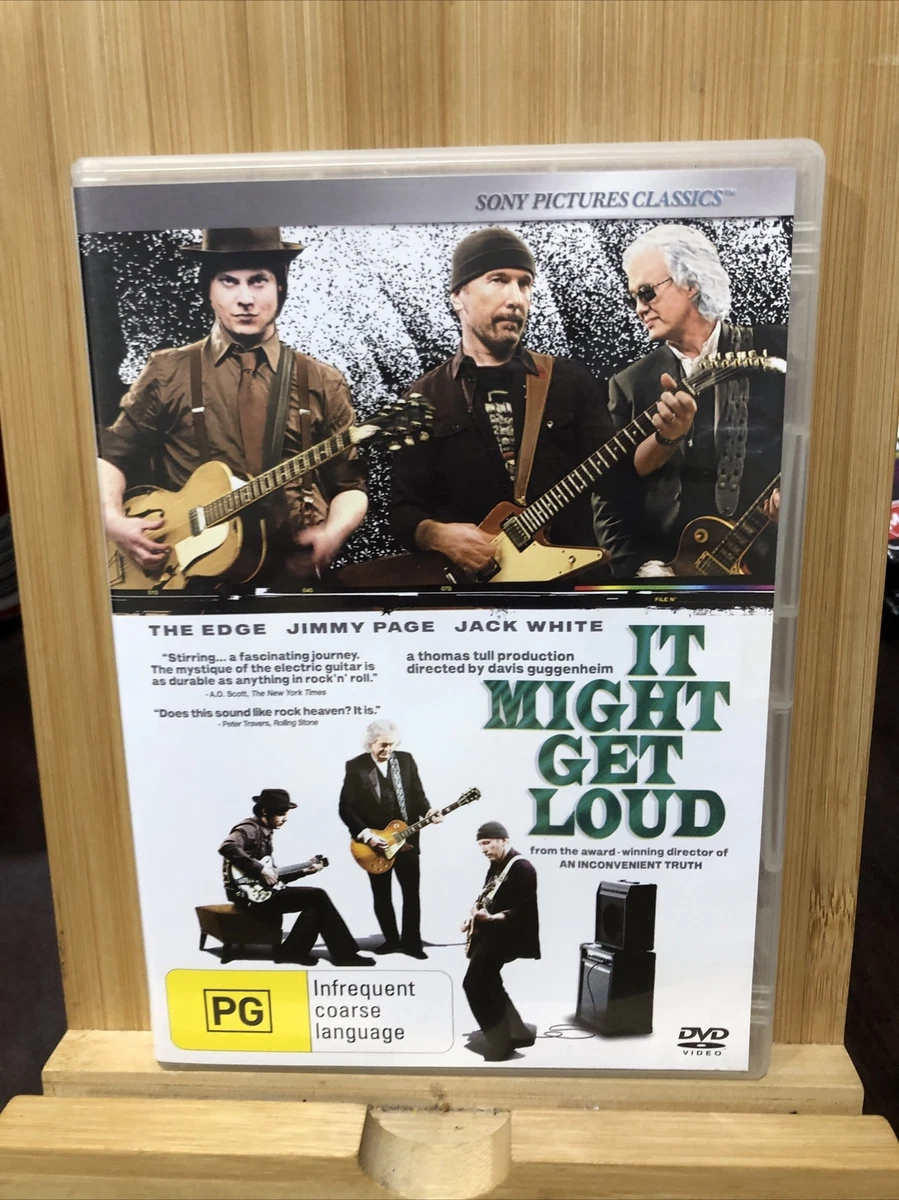 SONY PICTURES CLASSICS™
FILE N°
THE EDGE JIMMY PAGE JACK WHITE
"Stirring... a fascinating journey.
The mystique of the electric guitar is
as durable as anything in rock'n' roll."
- A.O. Scott, The New York Times
"Does this sound like rock heaven? It is."
- Peter Travers, Rolling Stone
a thomas tull production
directed by davis guggenheim
IT
MIGHT
GET
LOUD
from the award-winning director of
AN INCONVENIENT TRUTH
PG
Infrequent
coarse
language
DVD
VIDEO